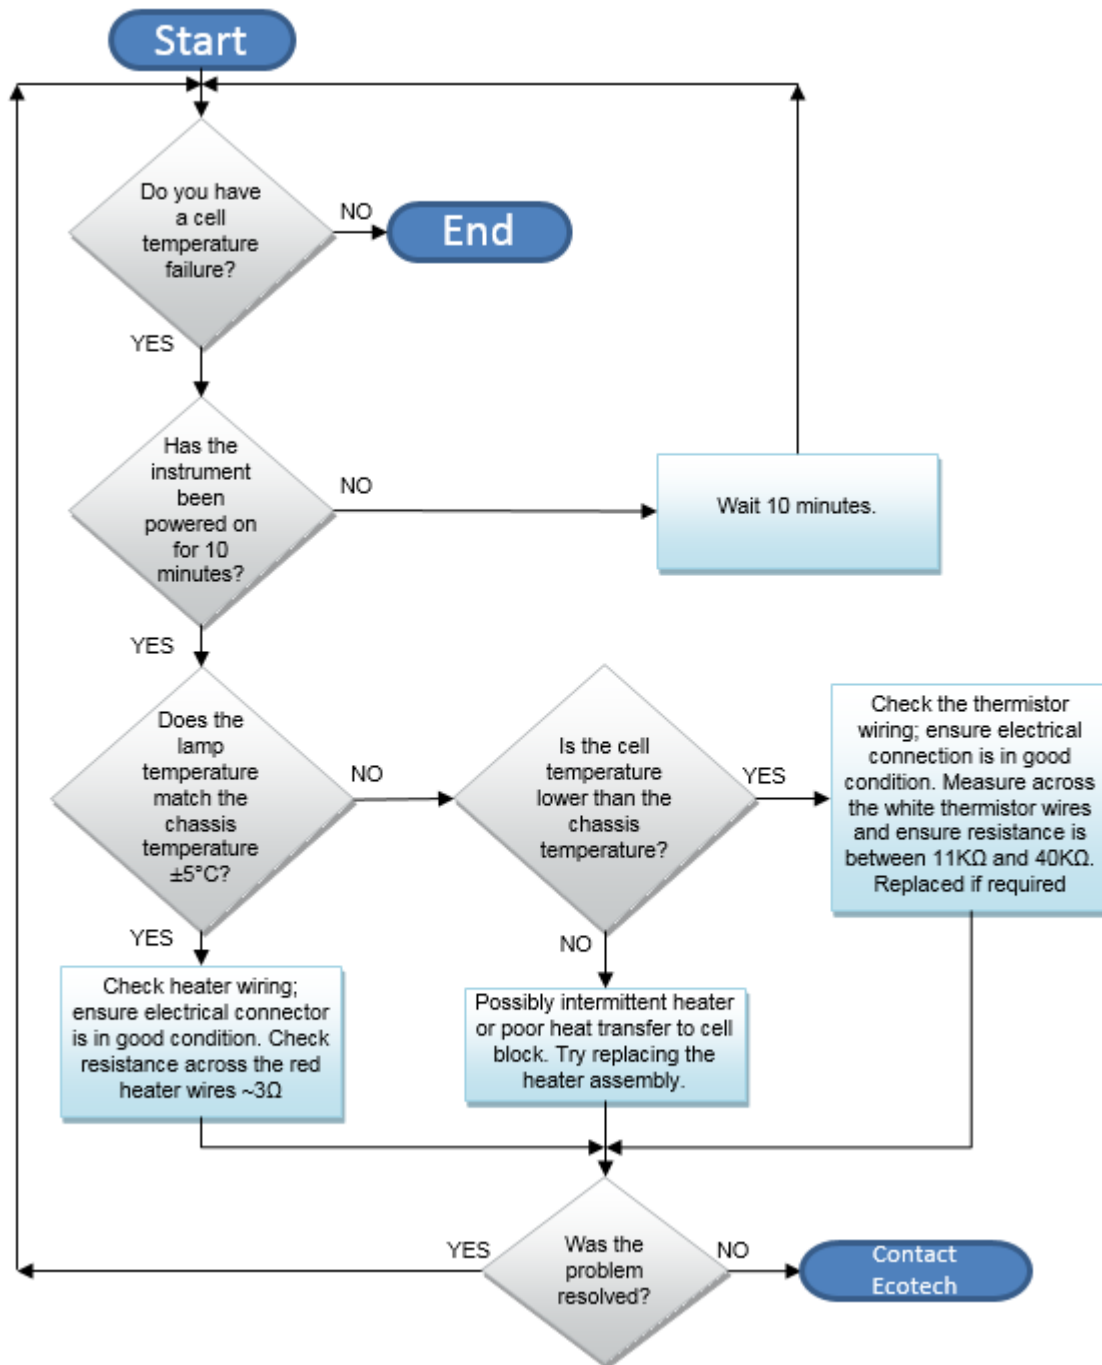 Start
Do you have
a cell
temperature
failure?
NO
End
YES
Has the
instrument
been
powered on
for 10
minutes?
NO
Wait 10 minutes.
YES
Does the
lamp
temperature
match the
chassis
temperature
±5°C?
NO
Is the cell
temperature
lower than the
chassis
temperature?
YES
Check the thermistor
wiring; ensure electrical
connection is in good
condition. Measure across
the white thermistor wires
and ensure resistance is
between 11KΩ and 40KΩ.
Replaced if required
YES
Check heater wiring;
ensure electrical connector
is in good condition. Check
resistance across the red
heater wires ~3Ω
NO
Possibly intermittent heater
or poor heat transfer to cell
block. Try replacing the
heater assembly.
YES
Was the
problem
resolved?
NO
Contact
Ecotech